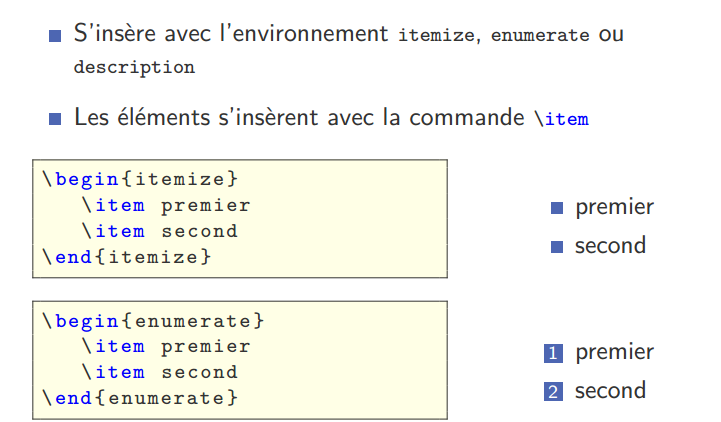 S'insère avec l'environnement itemize, enumerate ou
description
Les éléments s'insèrent avec la commande \item
\begin{itemize}
\item premier
\item second
\end{itemize}
premier
second
\begin{enumerate}
\item premier
\item second
\end{enumerate}
1 premier
2 second